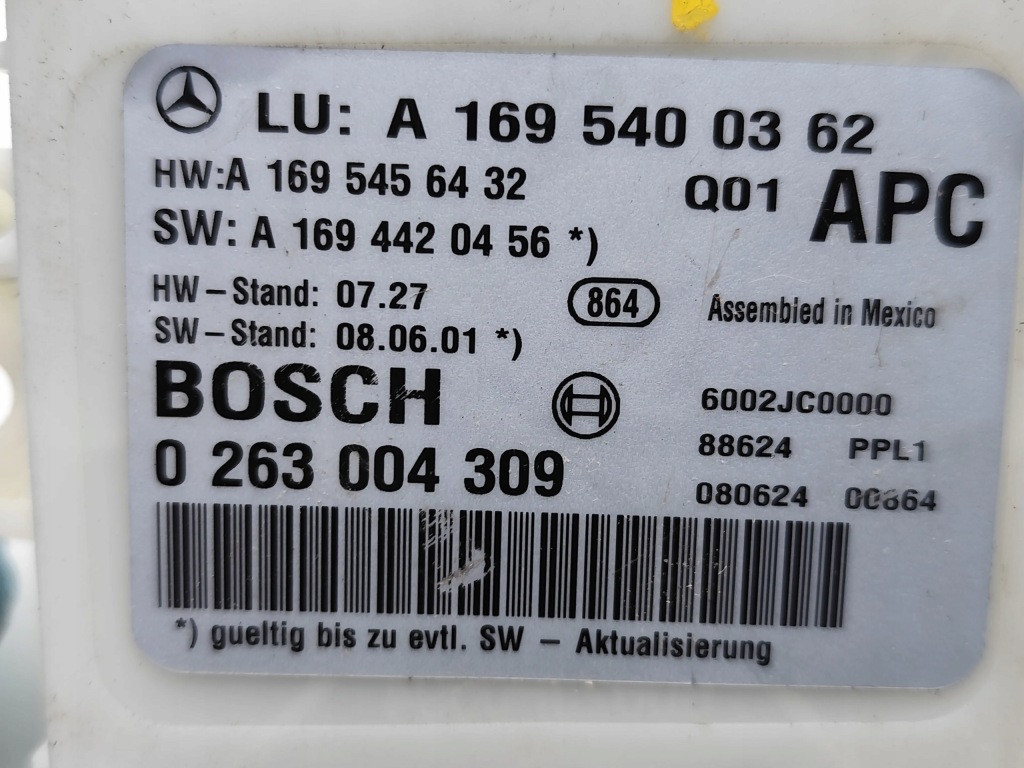 LU: A 169 540 03 62
HW:A 169 545 64 32
Q01 APC
SW: A 169 442 04 56 *)
HW – Stand: 07.27
864
Assembied in Mexico
SW – Stand: 08.06.01 *)
BOSCH
6002JC0000
0 263 004 309
88624 PPL1
080624 00864
*) gueltig bis zu evtl. SW – Aktualisierung